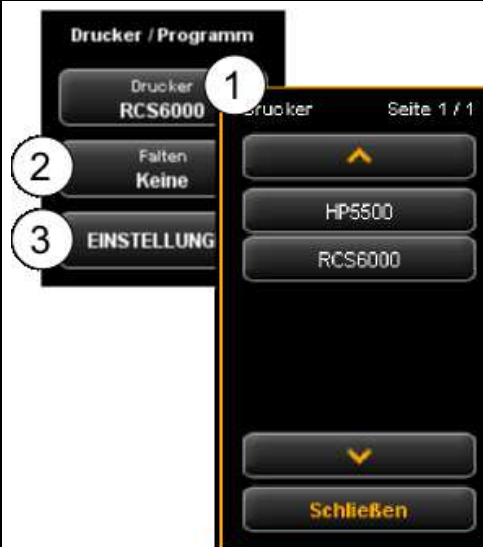 Drucker / Programm
Drucker
RCS6000
1
2
Falten
Keine
3
EINSTELLUNG
Drucker Seite 1 / 1
HP5500
RCS6000
Schließen